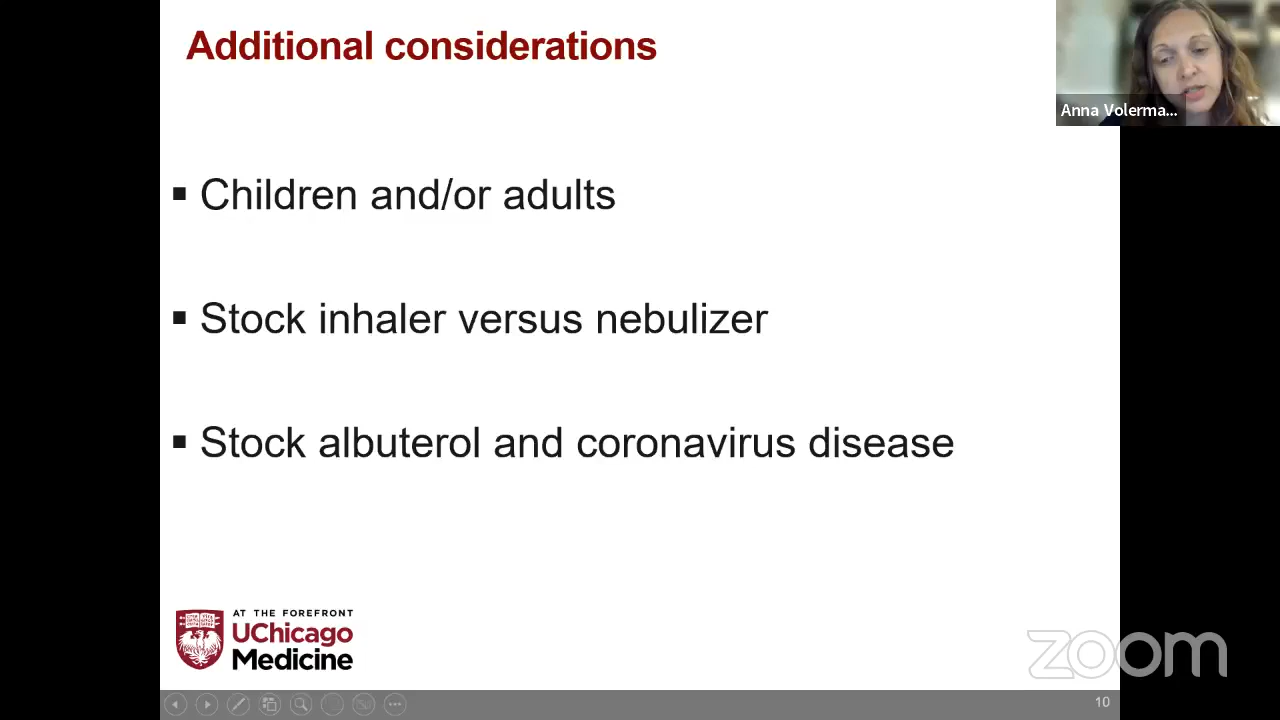 Additional considerations
Anna Volerma...
▪ Children and/or adults
▪ Stock inhaler versus nebulizer
▪ Stock albuterol and coronavirus disease
AT THE FOREFRONT
UChicago
Medicine
zoom
10